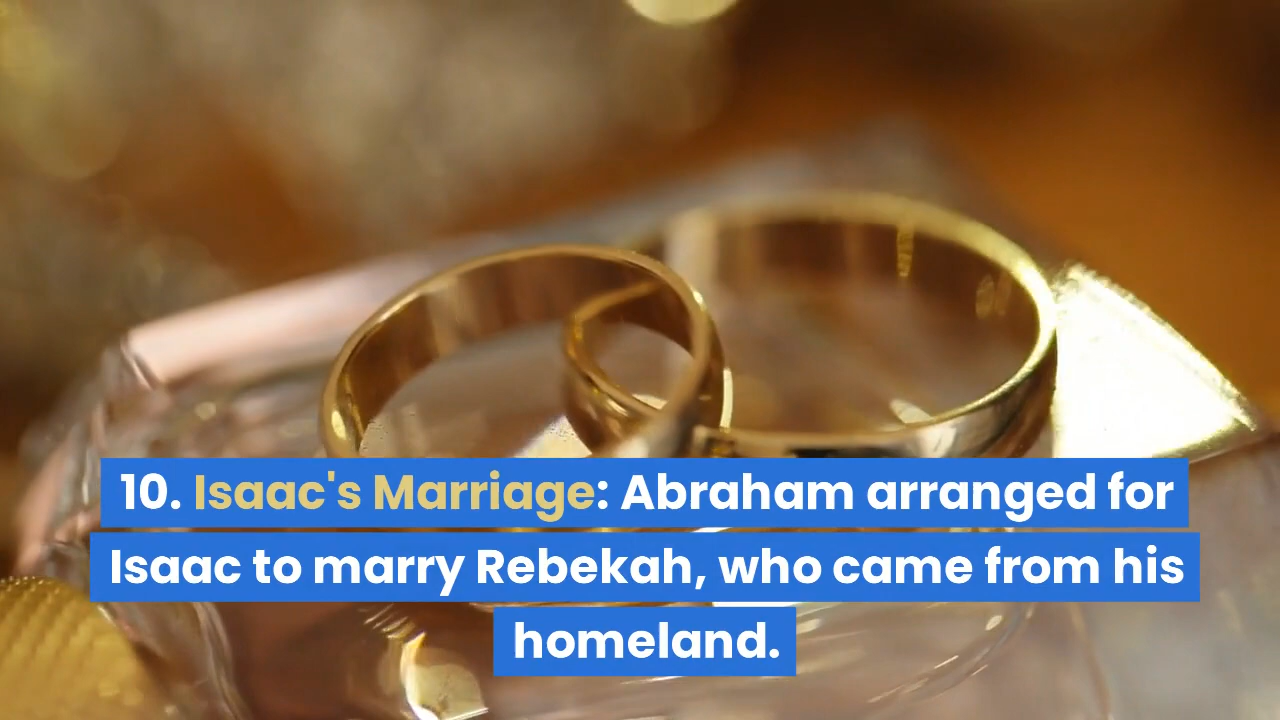 10. Isaac's Marriage: Abraham arranged for
Isaac to marry Rebekah, who came from his
homeland.